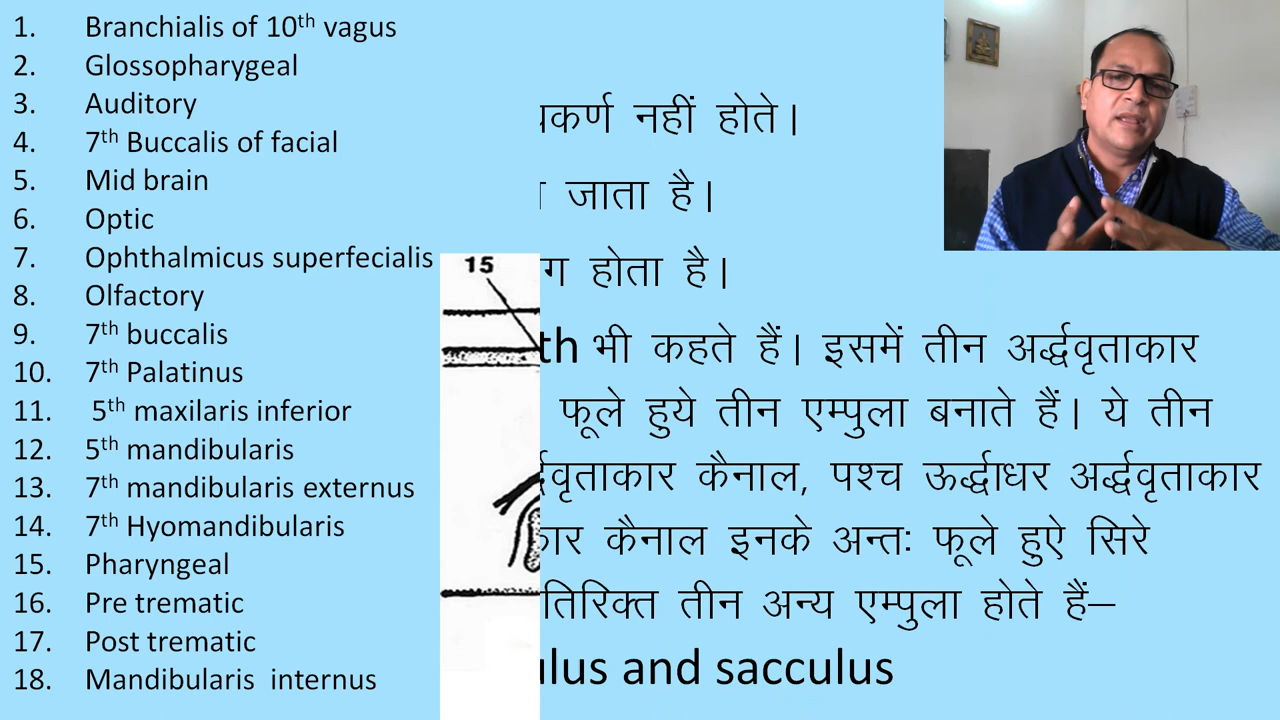 1. Branchialis of 10th vagus
2. Glossopharygeal
3. Auditory
4. 7th Buccalis of facial
5. Mid brain
6. Optic
7. Ophthalmicus superfecialis
8. Olfactory
9. 7th buccalis
10. 7th Palatinus
11. 5th maxilaris inferior
12. 5th mandibularis
13. 7th mandibularis externus
14. 7th Hyomandibularis
15. Pharyngeal
16. Pre trematic
17. Post trematic
18. Mandibularis internus
15
नहीं होते।
जाता है।
होता है।
th भी कहते हैं। इसमें तीन अर्द्धवृताकार
फूले हुये तीन एम्पुला बनाते हैं। ये तीन
कैनाल, पश्च ऊर्द्धाधर अर्द्धवृताकार
कैनाल इनके अन्तः फूले हुऐ सिरे
तीन अन्य एम्पुला होते हैं–
and sacculus